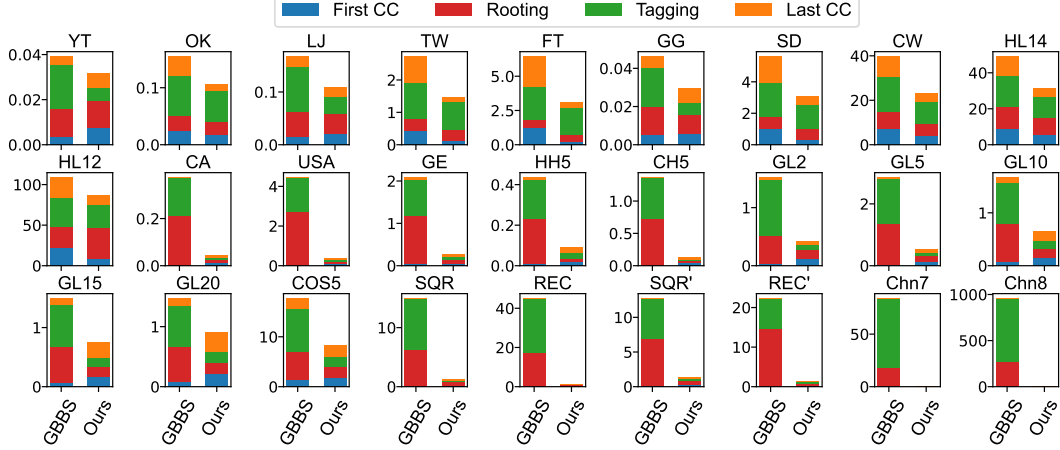 First CC Rooting Tagging Last CC
YT OK LJ TW FT GG SD CW HL14
0.04 0.02 0.00
0.1 0.0
0.1 0.0
2 1 0
5.0 2.5 0.0
0.04 0.02 0.00
4 2 0
40 20 0
40 20 0
HL12 CA USA GE HH5 CH5 GL2 GL5 GL10
100 50 0
0.2 0.0
4 2 0
2 1 0
0.4 0.2 0.0
1.0 0.5 0.0
1 0
2 0
1 0
GL15 GL20 COS5 SQR REC SQR' REC' Chn7 Chn8
1 0
1 0
10 0
10 0
40 20 0
10 5 0
20 10 0
50 0
1000 500 0
GBBS Ours GBBS Ours GBBS Ours GBBS Ours GBBS Ours GBBS Ours GBBS Ours GBBS Ours GBBS Ours